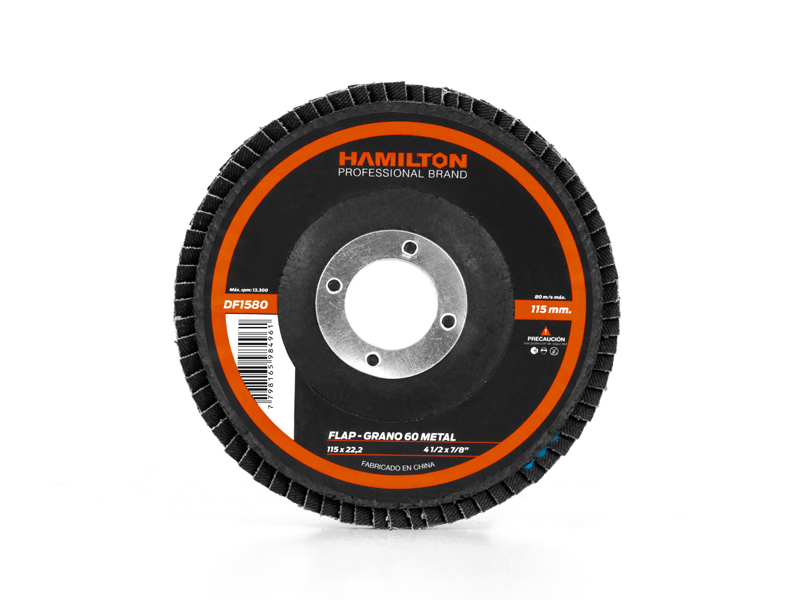 HAMILTON
PROFESSIONAL BRAND
Máx. rpm: 13.300
80 m/s máx.
DF1580
115 mm.
PRECAUCIÓN
7 798165 984961
FLAP - GRANO 60 METAL
115 x 22,2
4 1/2 x 7/8"
FABRICADO EN CHINA